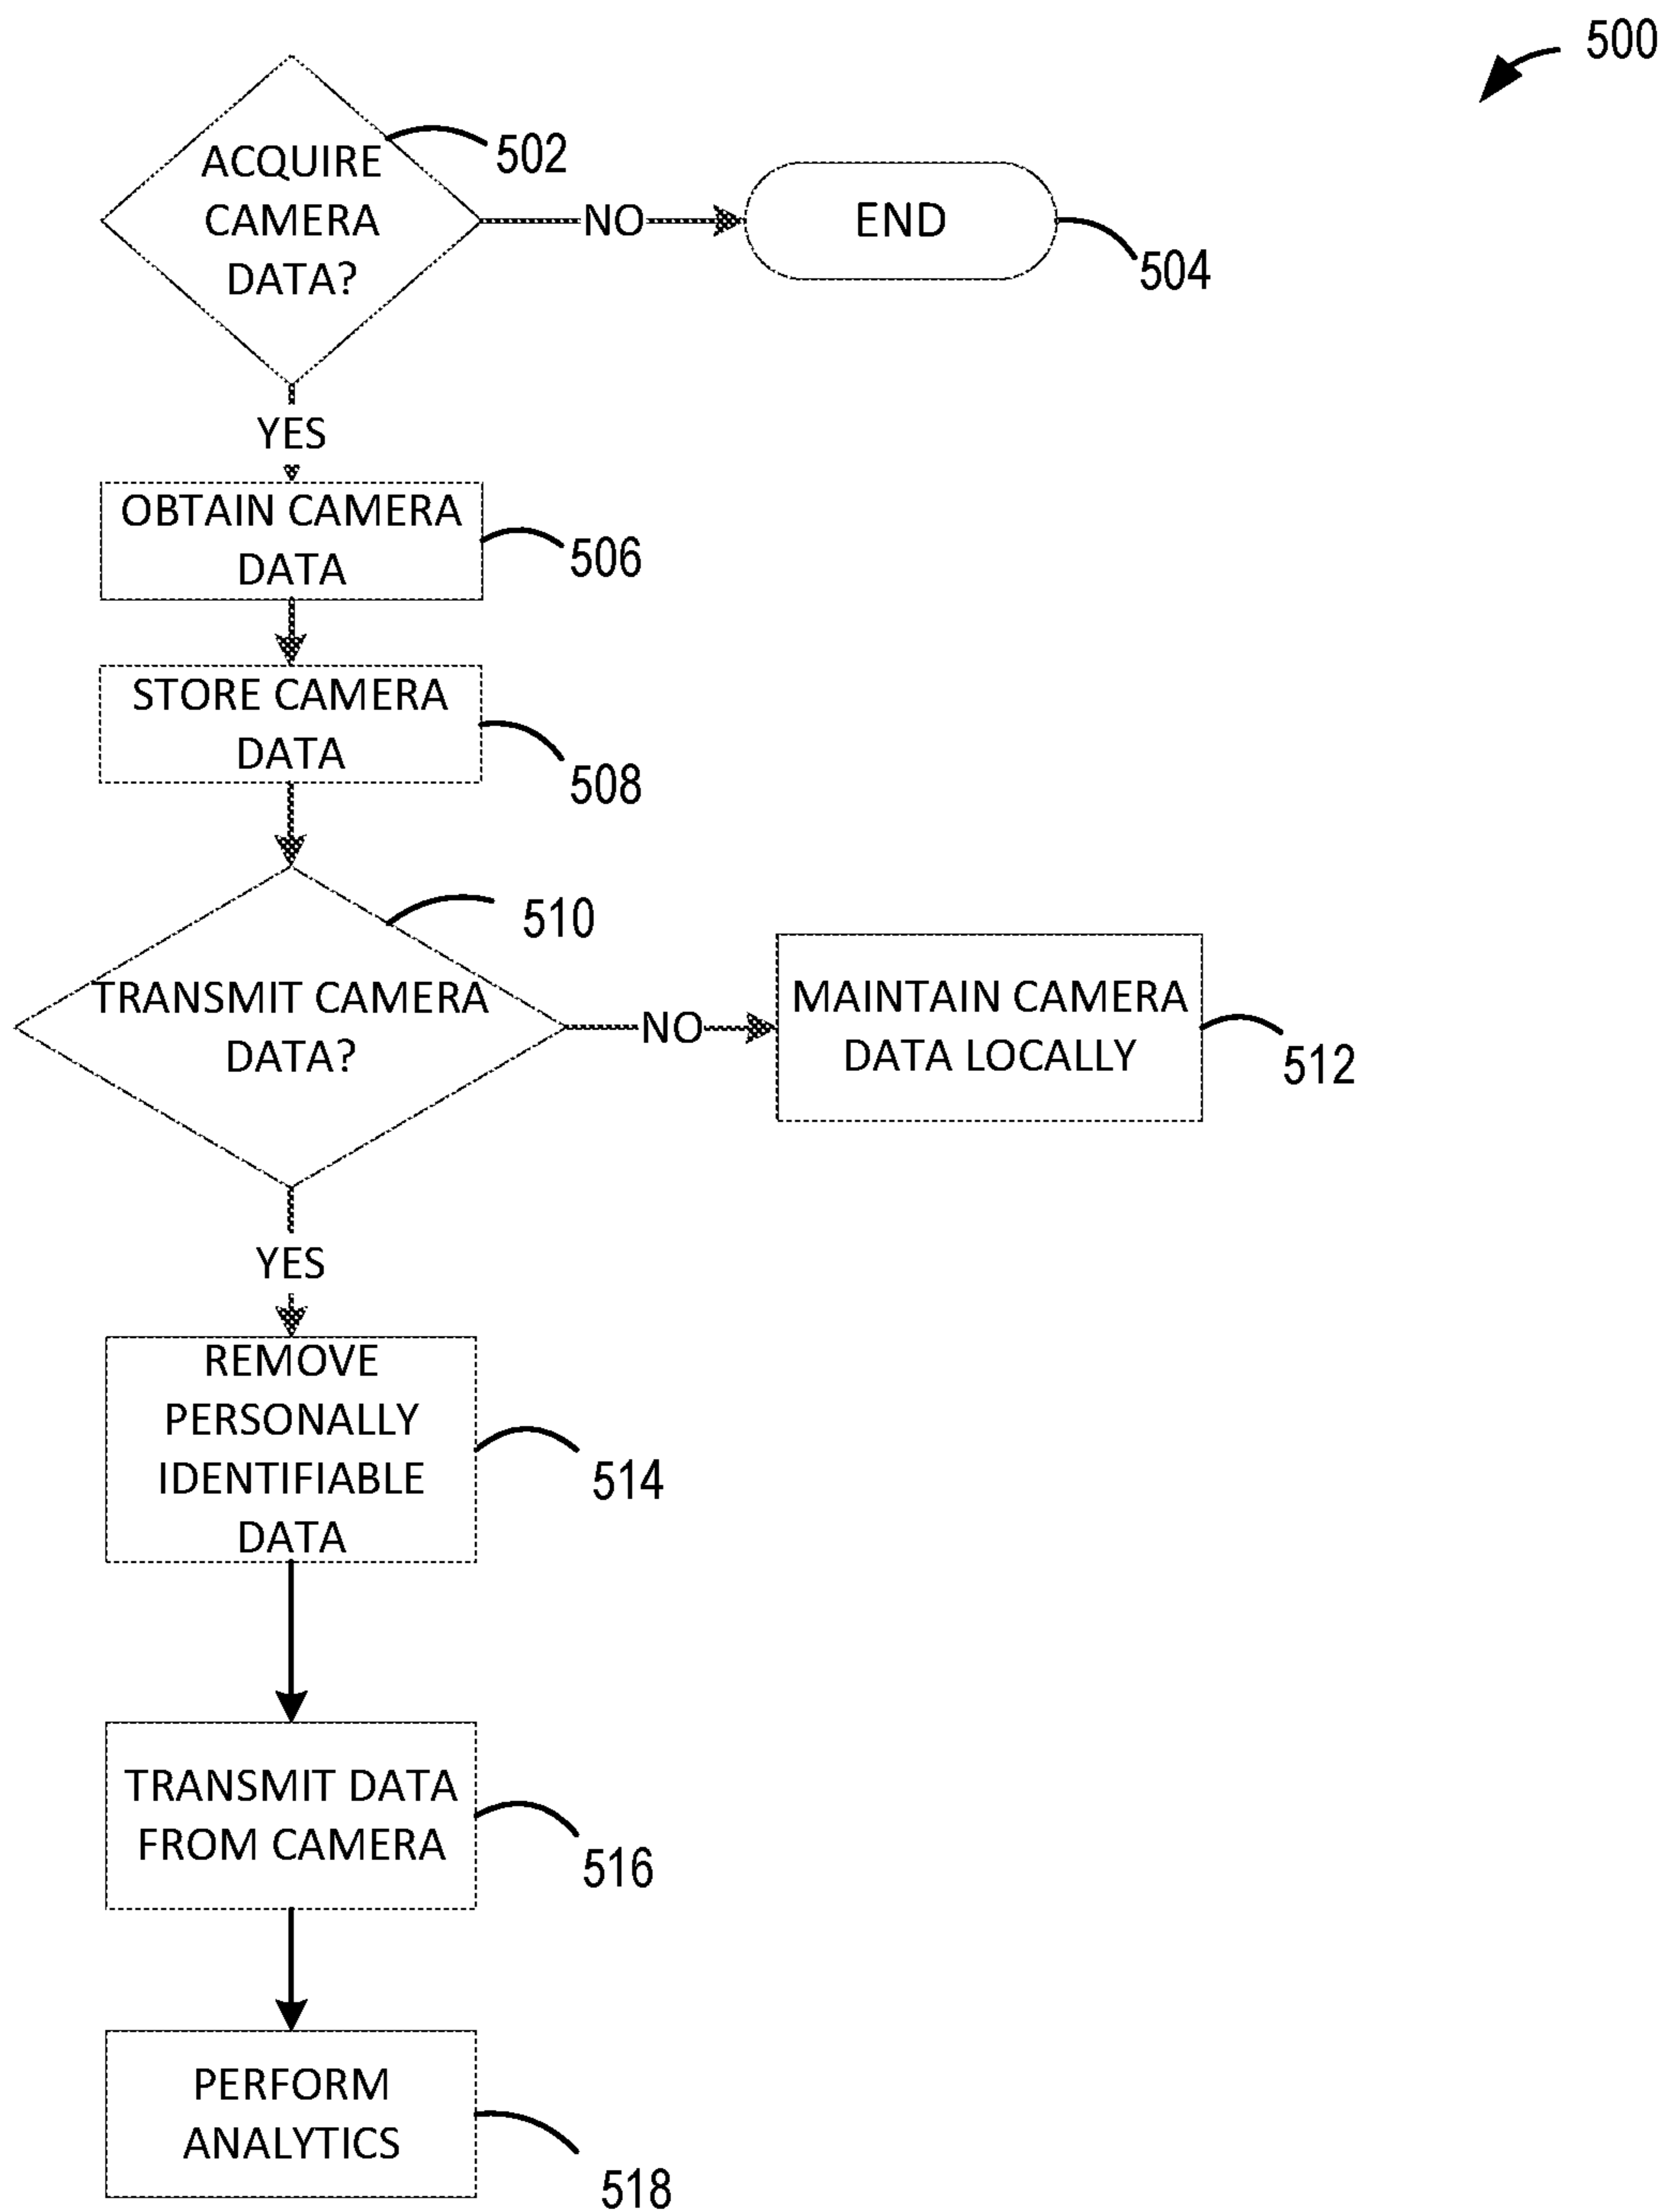 500
ACQUIRE
CAMERA
DATA?
502
NO
END
504
YES
OBTAIN CAMERA
DATA
506
STORE CAMERA
DATA
508
510
TRANSMIT CAMERA
DATA?
NO
MAINTAIN CAMERA
DATA LOCALLY
512
YES
REMOVE
PERSONALLY
IDENTIFIABLE
DATA
514
TRANSMIT DATA
FROM CAMERA
516
PERFORM
ANALYTICS
518